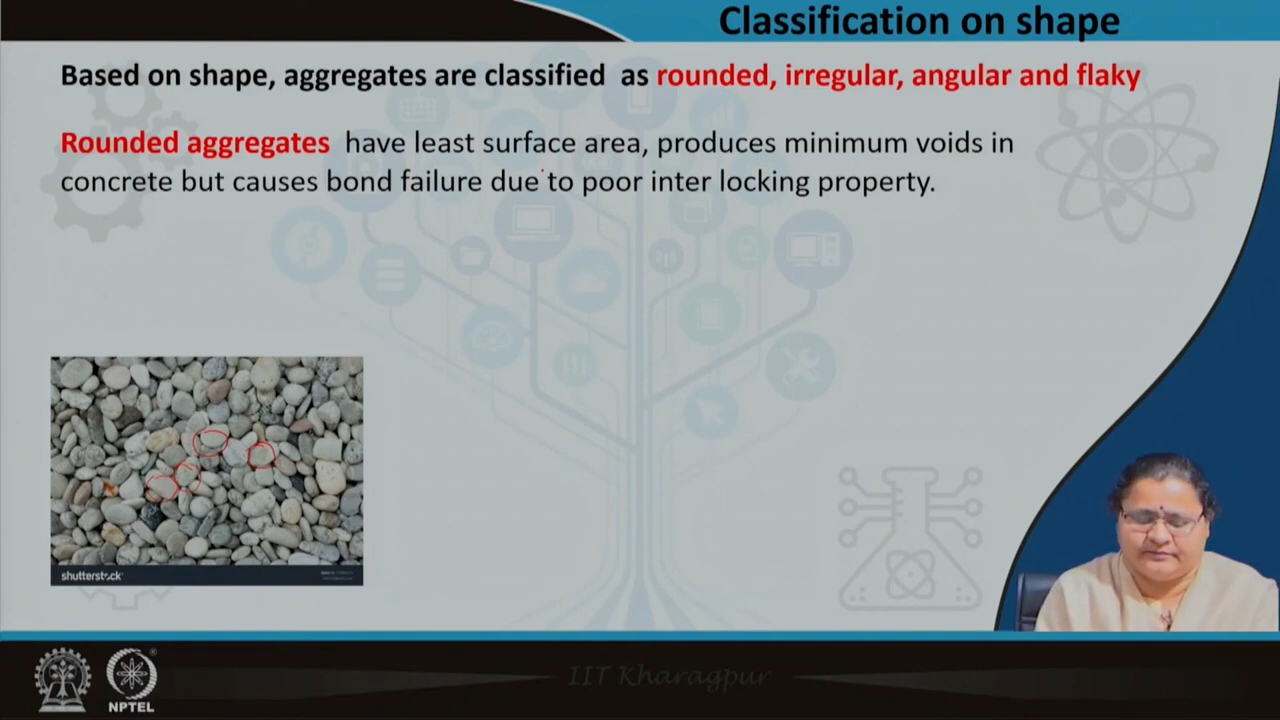 Classification on shape
Based on shape, aggregates are classified as rounded, irregular, angular and flaky
Rounded aggregates have least surface area, produces minimum voids in
concrete but causes bond failure due to poor inter locking property.
shutterstock
IIT Kharagpur
NPTEL